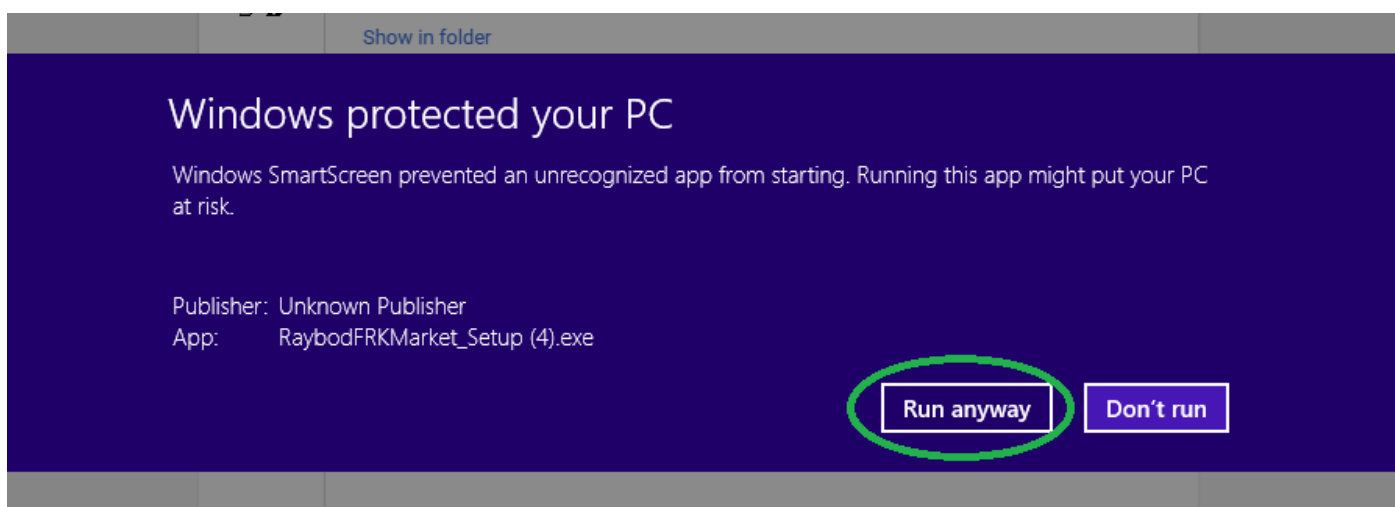 Show in folder
Windows protected your PC
Windows SmartScreen prevented an unrecognized app from starting. Running this app might put your PC
at risk.
Publisher: Unknown Publisher
App: RaybodFRKMarket_Setup (4).exe
Run anyway Don't run